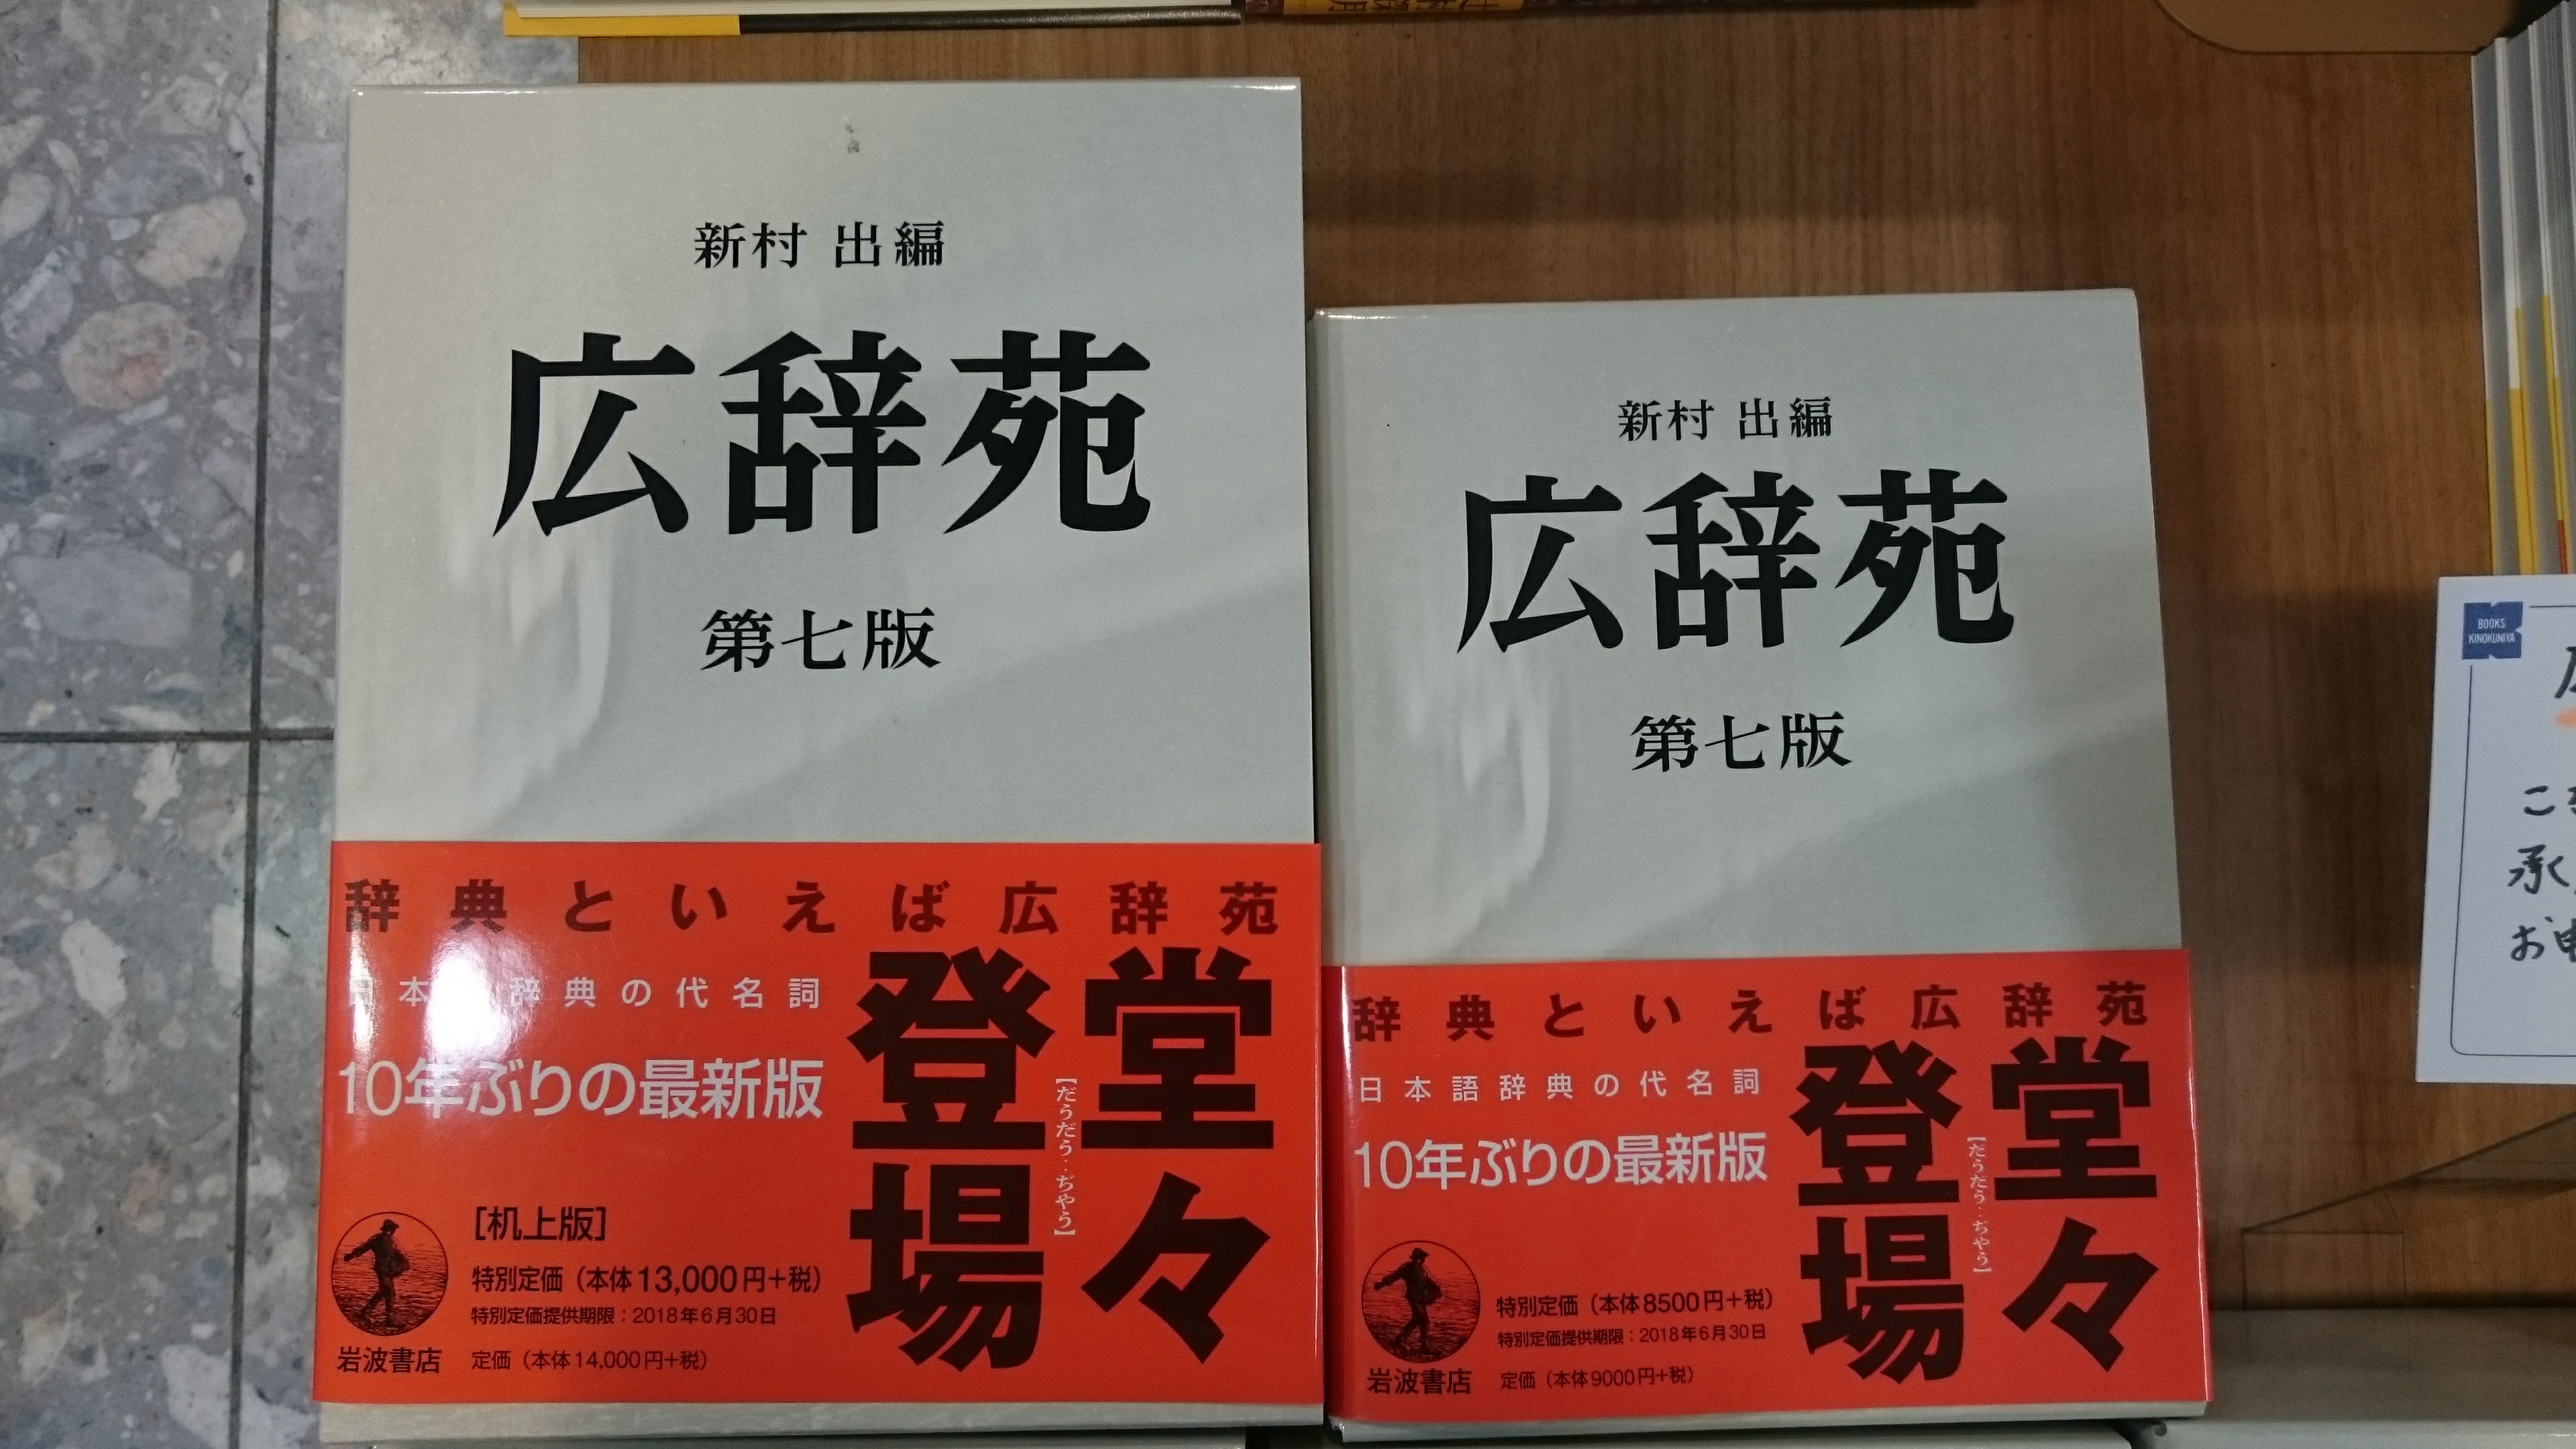 新村 出編
広辞苑
第七版
辞典といえば広辞苑
堂々
登場
【だうだう‥ぢやう】
日本 辞典の代名詞
10年ぶりの最新版
［机上版］
特別定価（本体13,000円＋税）
特別定価提供期限：2018年6月30日
定価（本体14,000円＋税）
岩波書店
新村 出編
広辞苑
第七版
辞典といえば広辞苑
堂々
登場
【だうだう‥ぢやう】
日本語辞典の代名詞
10年ぶりの最新版
特別定価（本体8500円＋税）
特別定価提供期限：2018年6月30日
定価（本体9000円＋税）
岩波書店
BOOKS
KINOKUNIYA
こ
承
お申